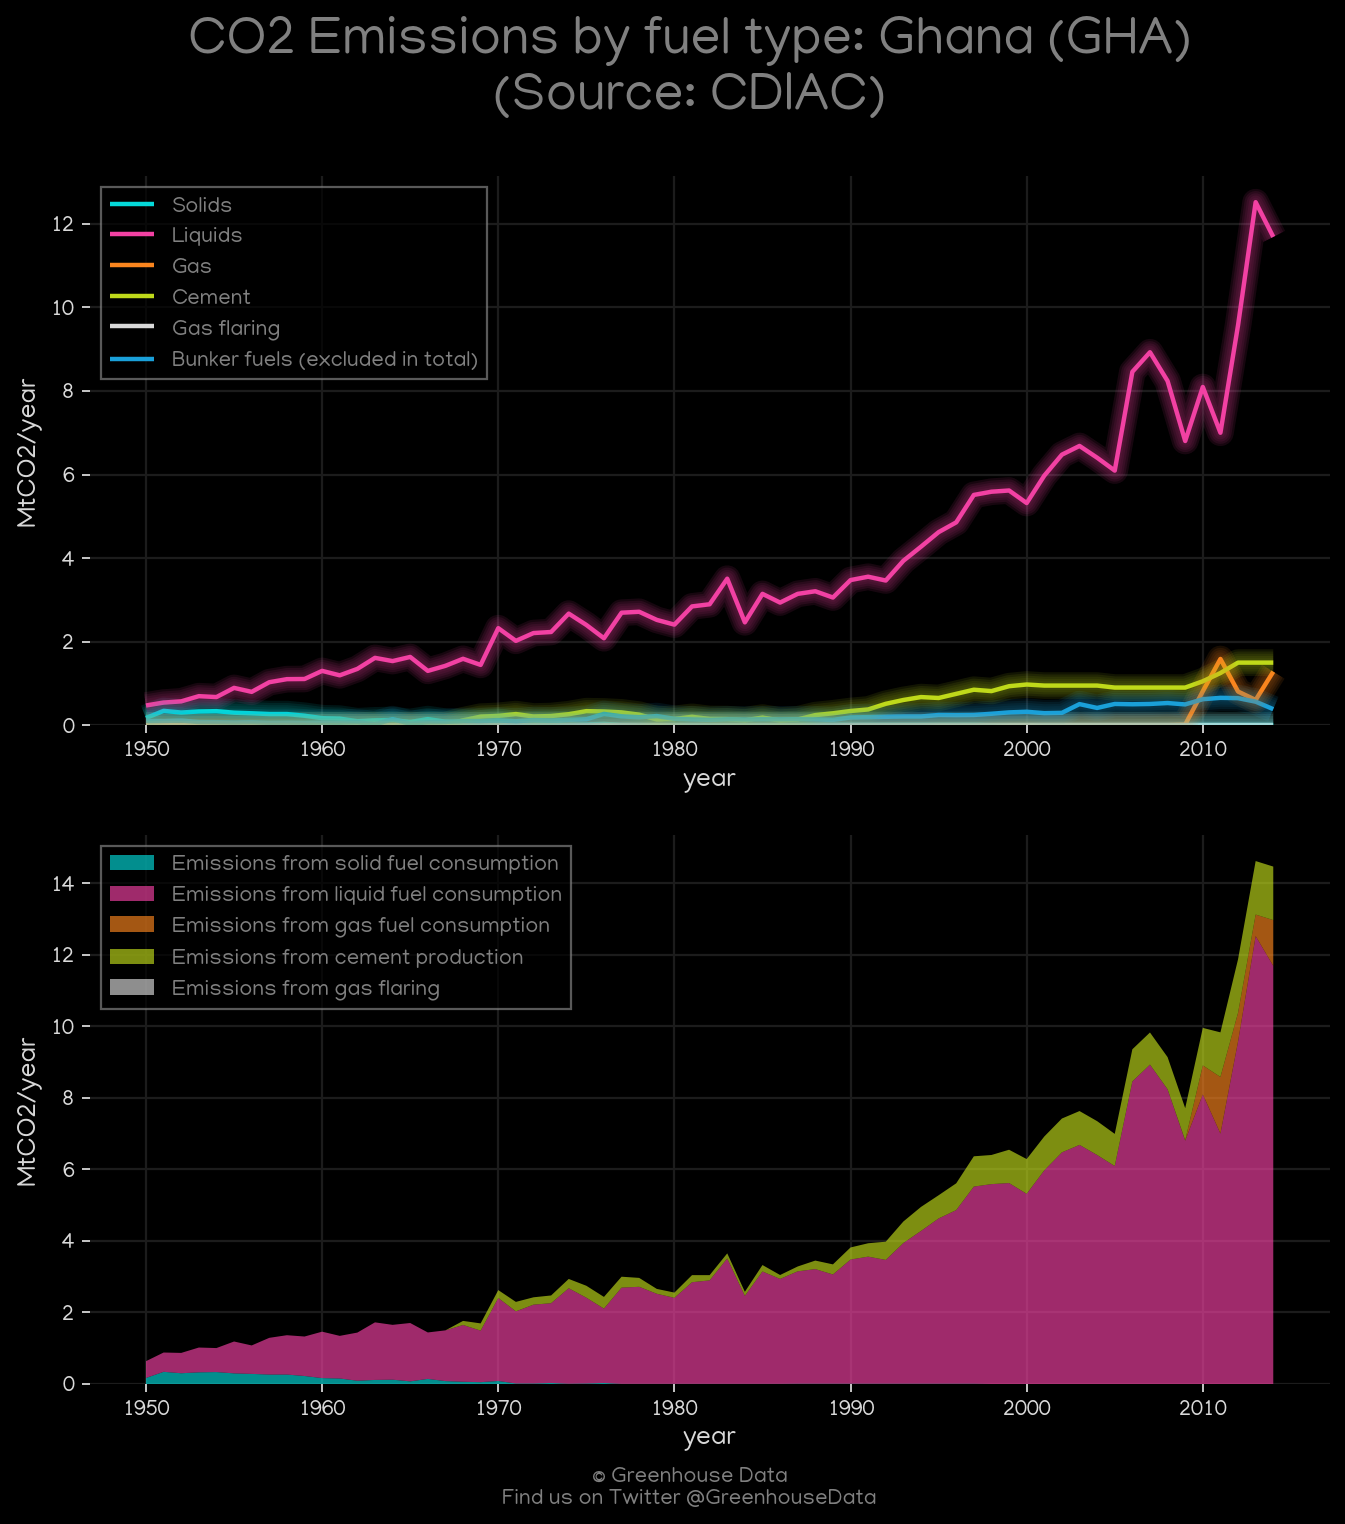 CO2 Emissions by fuel type: Ghana (GHA)
(Source: CDIAC)
Solids
Liquids
Gas
Cement
Gas flaring
Bunker fuels (excluded in total)
MtCO2/year
12
10
8
6
4
2
0
1950 1960 1970 1980 1990 2000 2010
year
Emissions from solid fuel consumption
Emissions from liquid fuel consumption
Emissions from gas fuel consumption
Emissions from cement production
Emissions from gas flaring
MtCO2/year
14
12
10
8
6
4
2
0
1950 1960 1970 1980 1990 2000 2010
year
© Greenhouse Data
Find us on Twitter @GreenhouseData